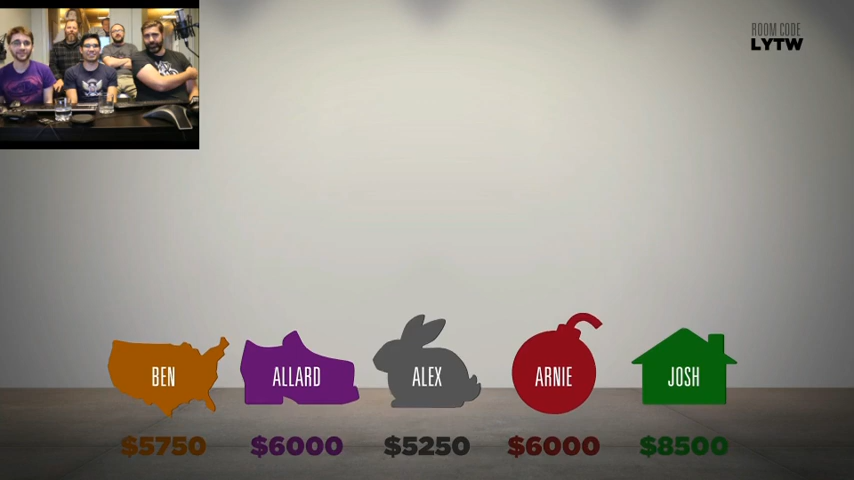 ROOM CODE
LYTW
BEN
ALLARD
ALEX
ARNIE
JOSH
$5750
$6000
$5250
$6000
$8500